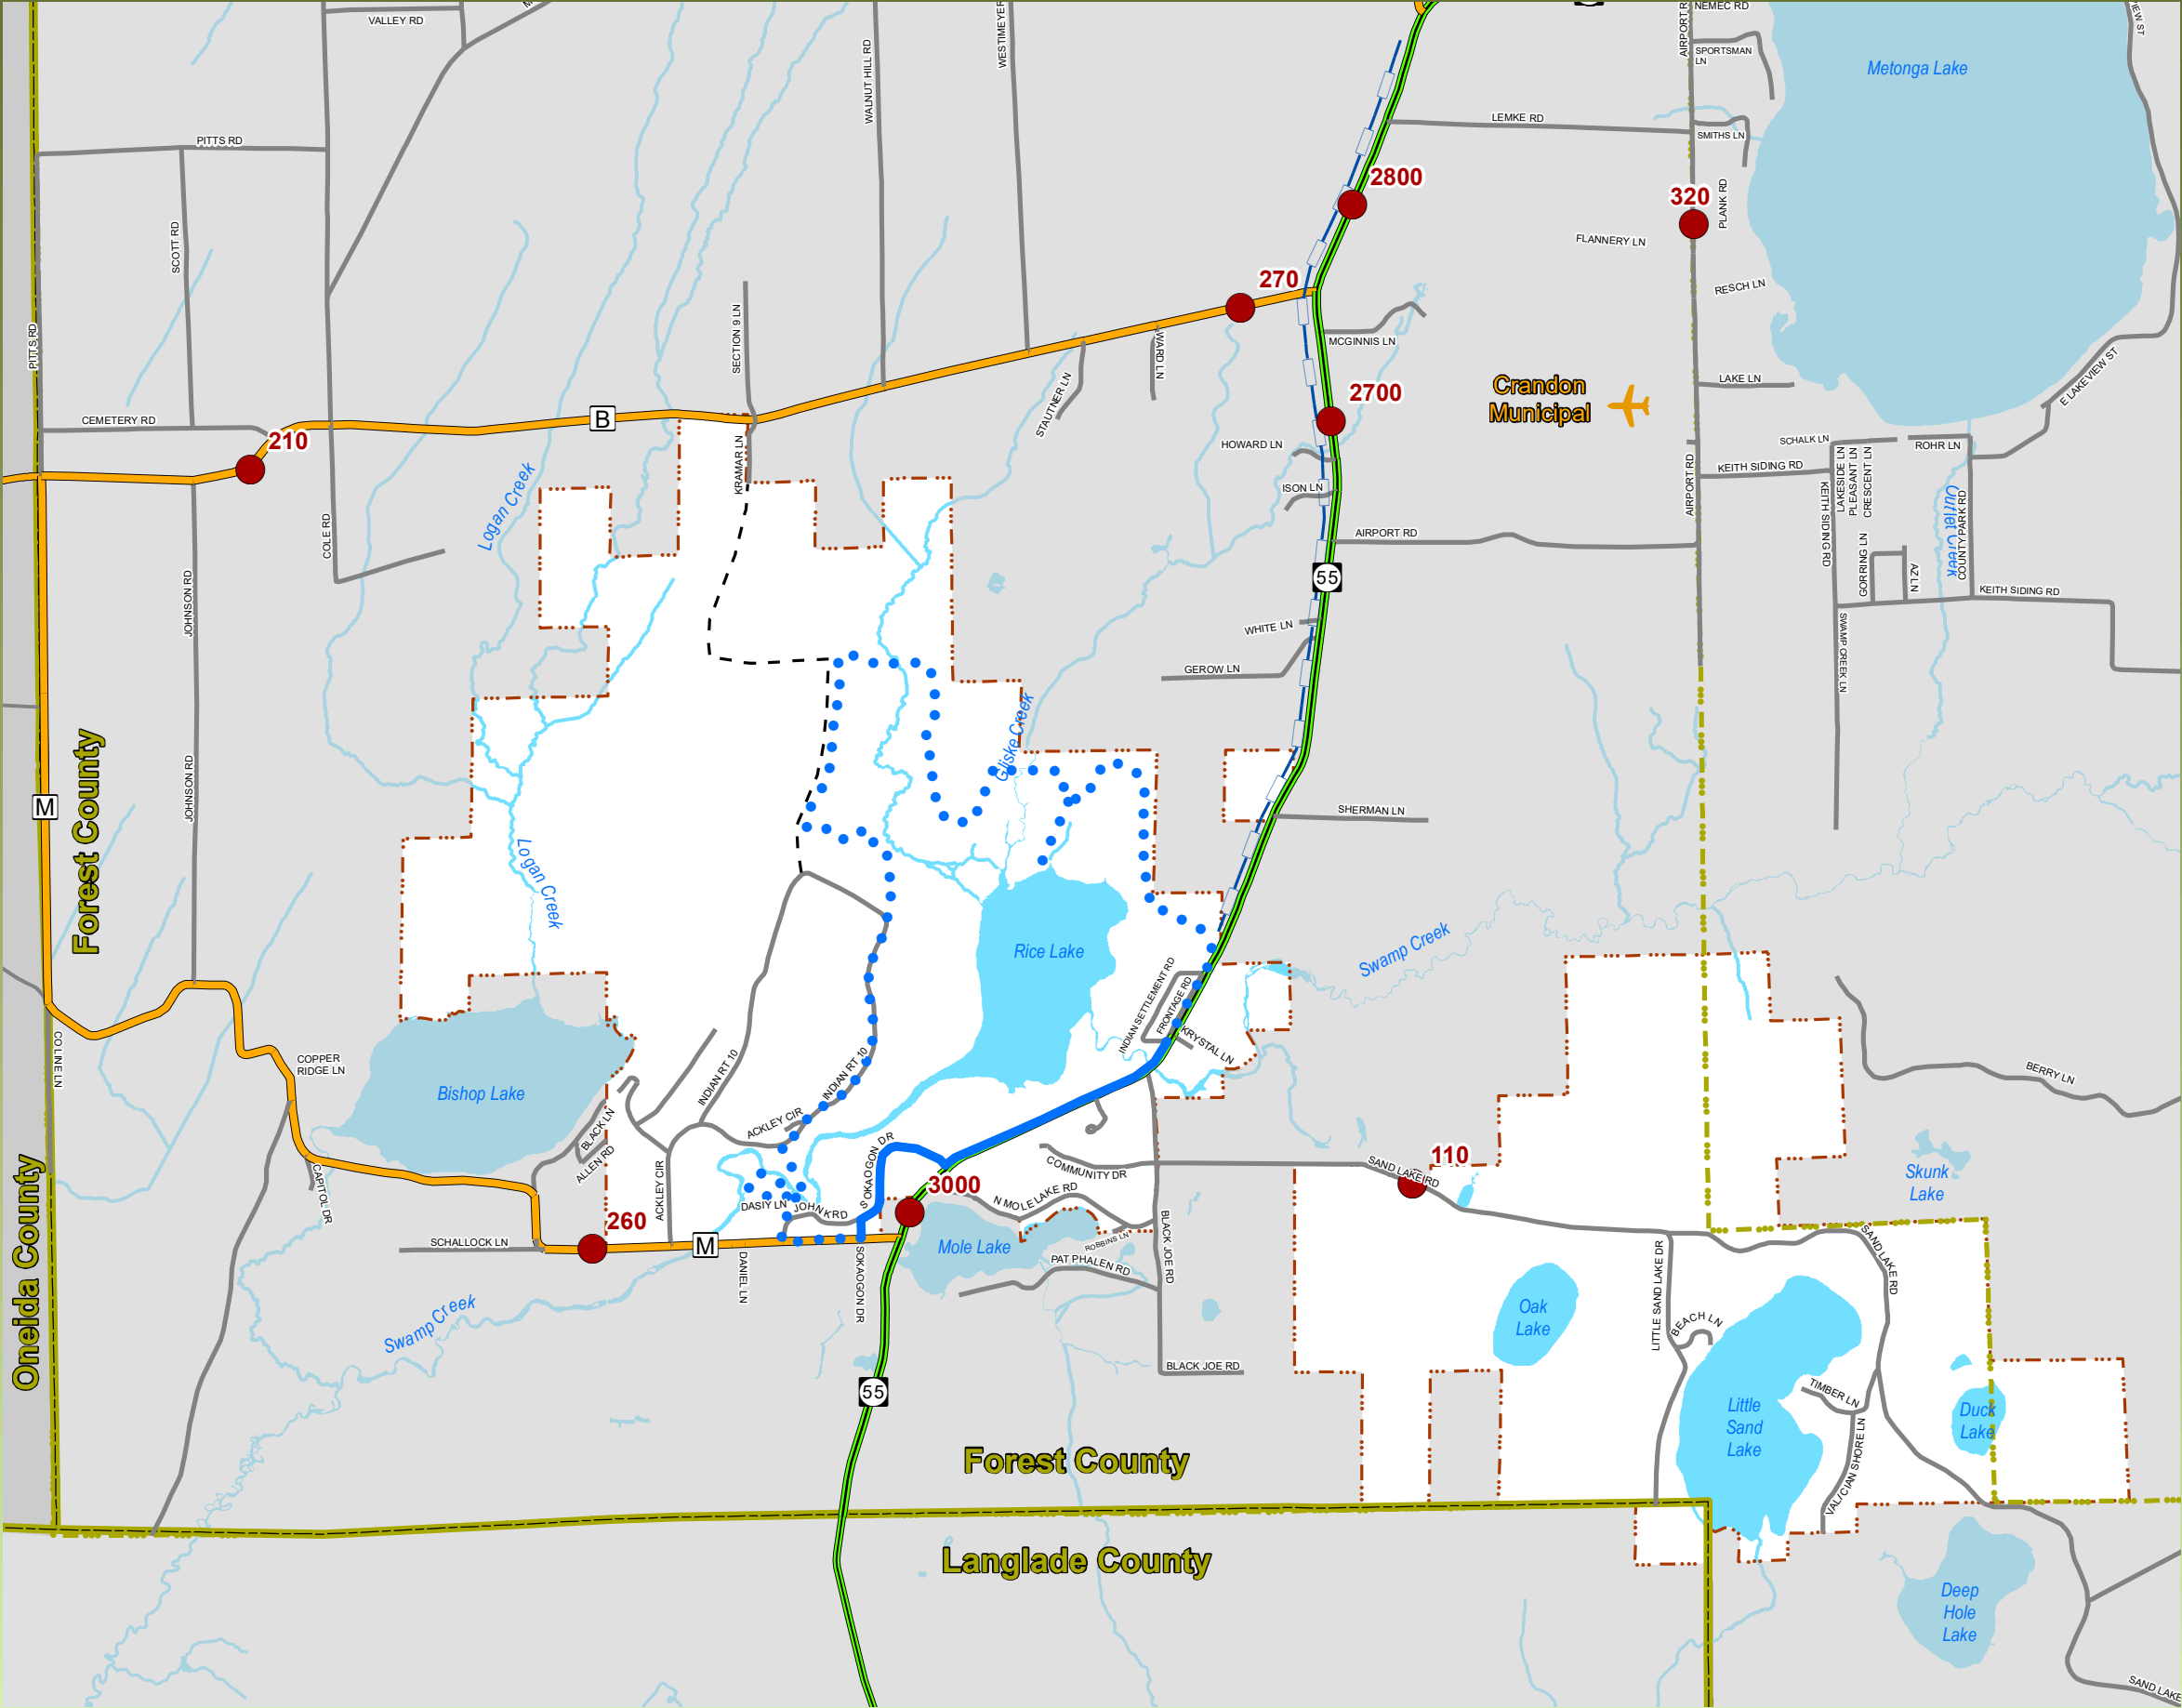 VALLEY RD
WALNUT HILL RD
WESTIMEYER
AIRPORT R
NEMEC RD
SPORTSMAN
LN
IEW ST
Metonga Lake
PITTS RD
LEMKE RD
SMITHS LN
2800
320
PLANK RD
SCOTT RD
FLANNERY LN
270
RESCH LN
PITTS RD
SECTION 9 LN
WARD LN
MCGINNIS LN
E LAKEVIEW ST
LAKE LN
Crandon
Municipal
2700
STAUTNER LN
CEMETERY RD
B
210
HOWARD LN
KRAMAR LN
SCHALK LN
ROHR LN
KEITH SIDING RD
LAKESIDE LN
PLEASANT LN
CRESCENT LN
ISON LN
AIRPORT RD
Logan Creek
COLE RD
AIRPORT RD
KEITH SIDING RD
Outlet Creek
COUNTY PARK RD
55
GORRING LN
AZ LN
KEITH SIDING RD
JOHNSON RD
WHITE LN
GEROW LN
SWAMP CREEK LN
Gliske Creek
Forest County
JOHNSON RD
M
SHERMAN LN
Logan Creek
Rice Lake
Swamp Creek
INDIAN SETTLEMENT RD
FRONTAGE RD
KRYSTAL LN
CO LINE LN
COPPER
RIDGE LN
Bishop Lake
INDIAN RT 10
INDIAN RT 10
BERRY LN
BLACK LN
ALLEN RD
ACKLEY CIR
ACKLEY CIR
SOKAOGON DR
COMMUNITY DR
SAND LAKE RD
110
Skunk
Lake
CAPITOL DR
3000
N MOLE LAKE RD
DASIY LN
JOHNK RD
260
SCHALLOCK LN
M
Mole Lake
ROBBINS LN
PAT PHALEN RD
BLACK JOE RD
DANIEL LN
SOKAOGON DR
LITTLE SAND LAKE DR
SAND LAKE RD
Oneida County
Swamp Creek
Oak
Lake
BEACH LN
BLACK JOE RD
55
TIMBER LN
Little
Sand
Lake
Duck
Lake
VAL/CIAN SHORE LN
Forest County
Langlade County
Deep
Hole
Lake
SAND LAKE